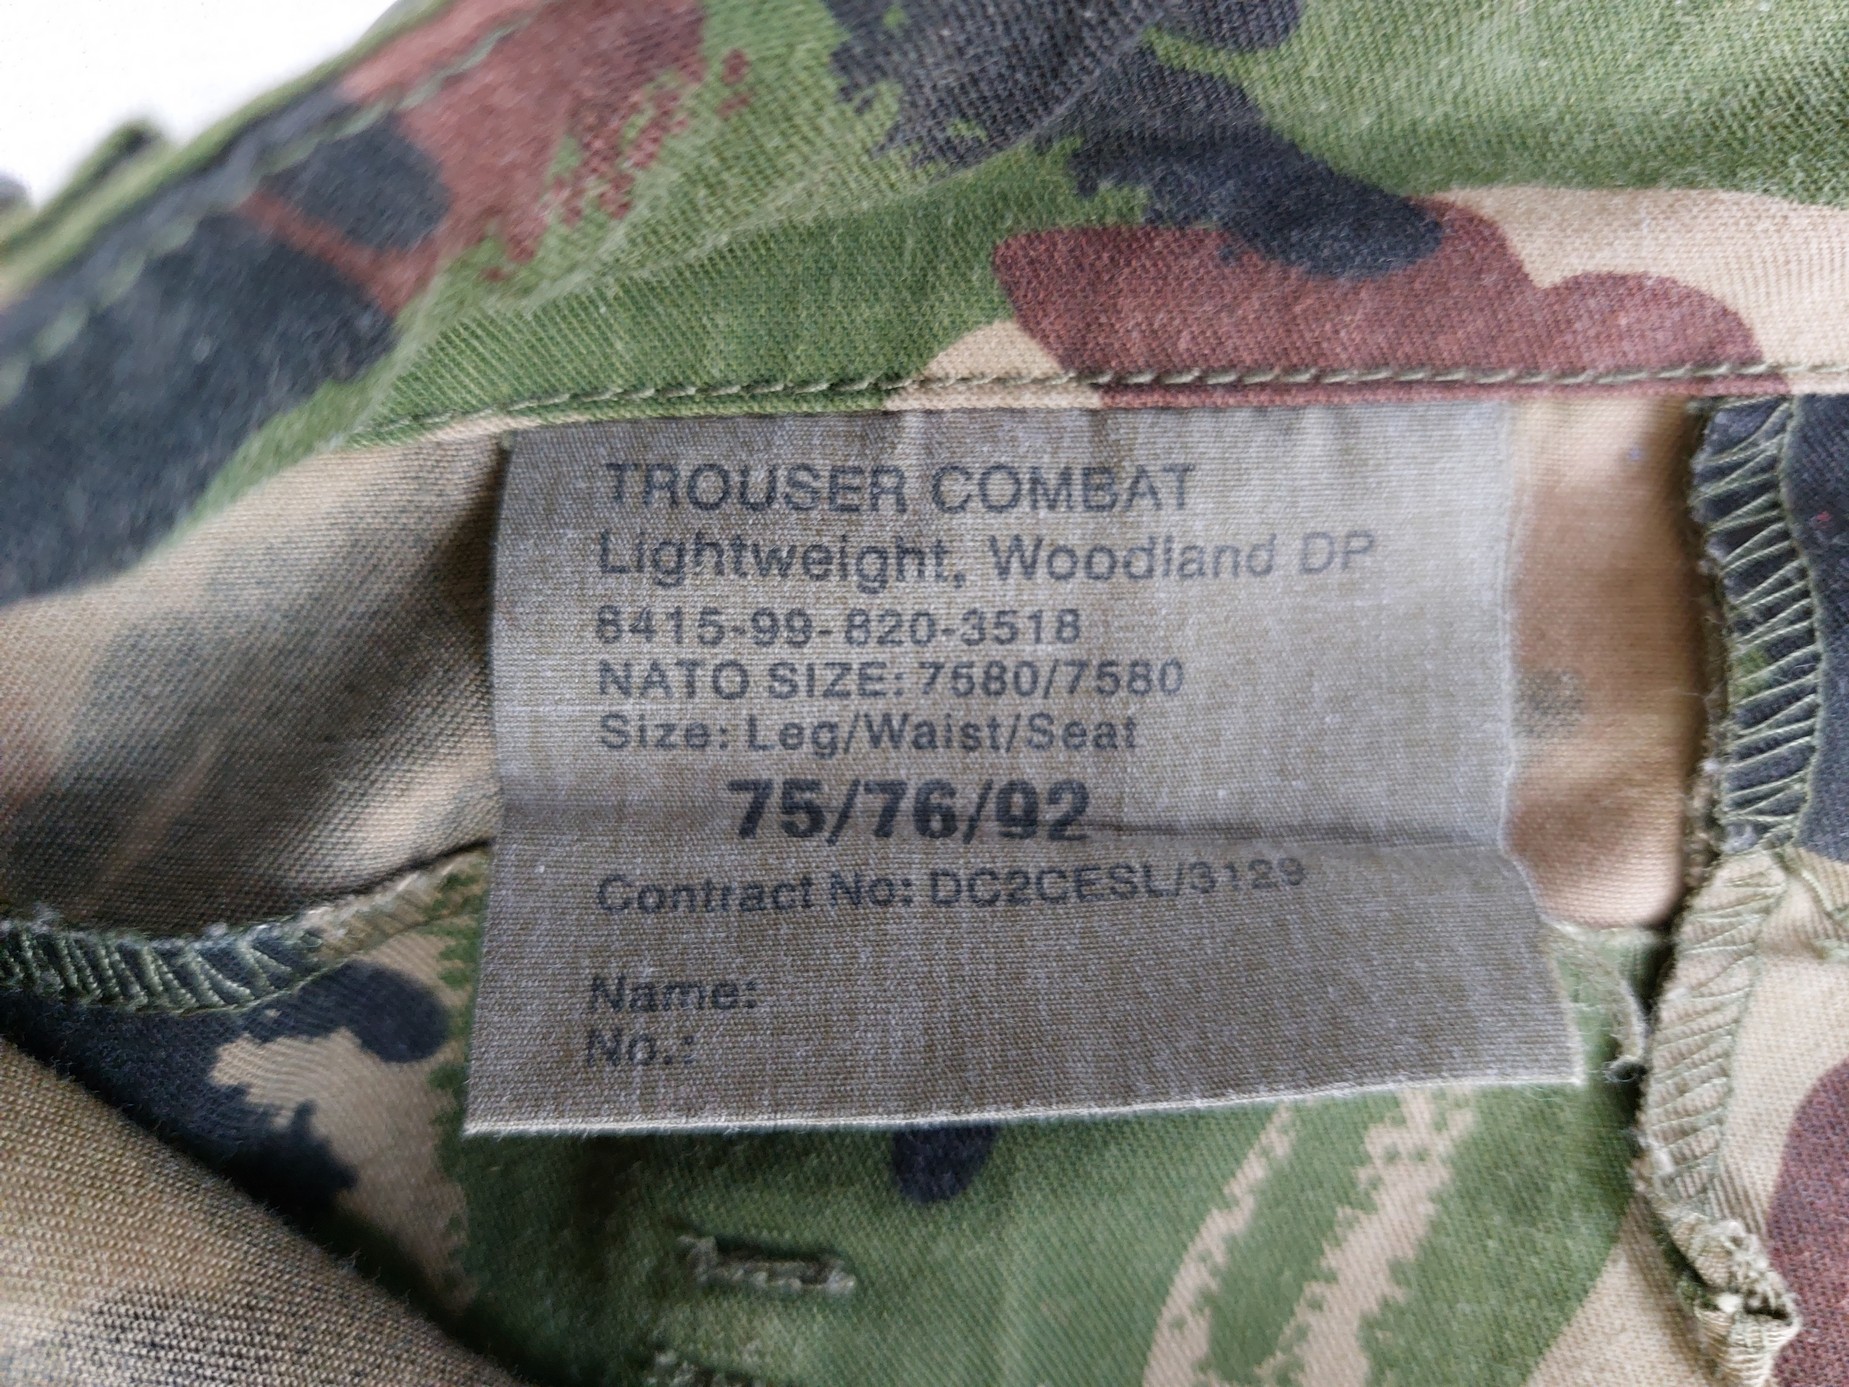 TROUSER COMBAT
Lightweight, Woodland DP
8415-99-820-3518
NATO SIZE: 7580/7580
Size: Leg/Waist/Seat
75/76/92
Contract No: DC2CESL/3129
Name:
No.: